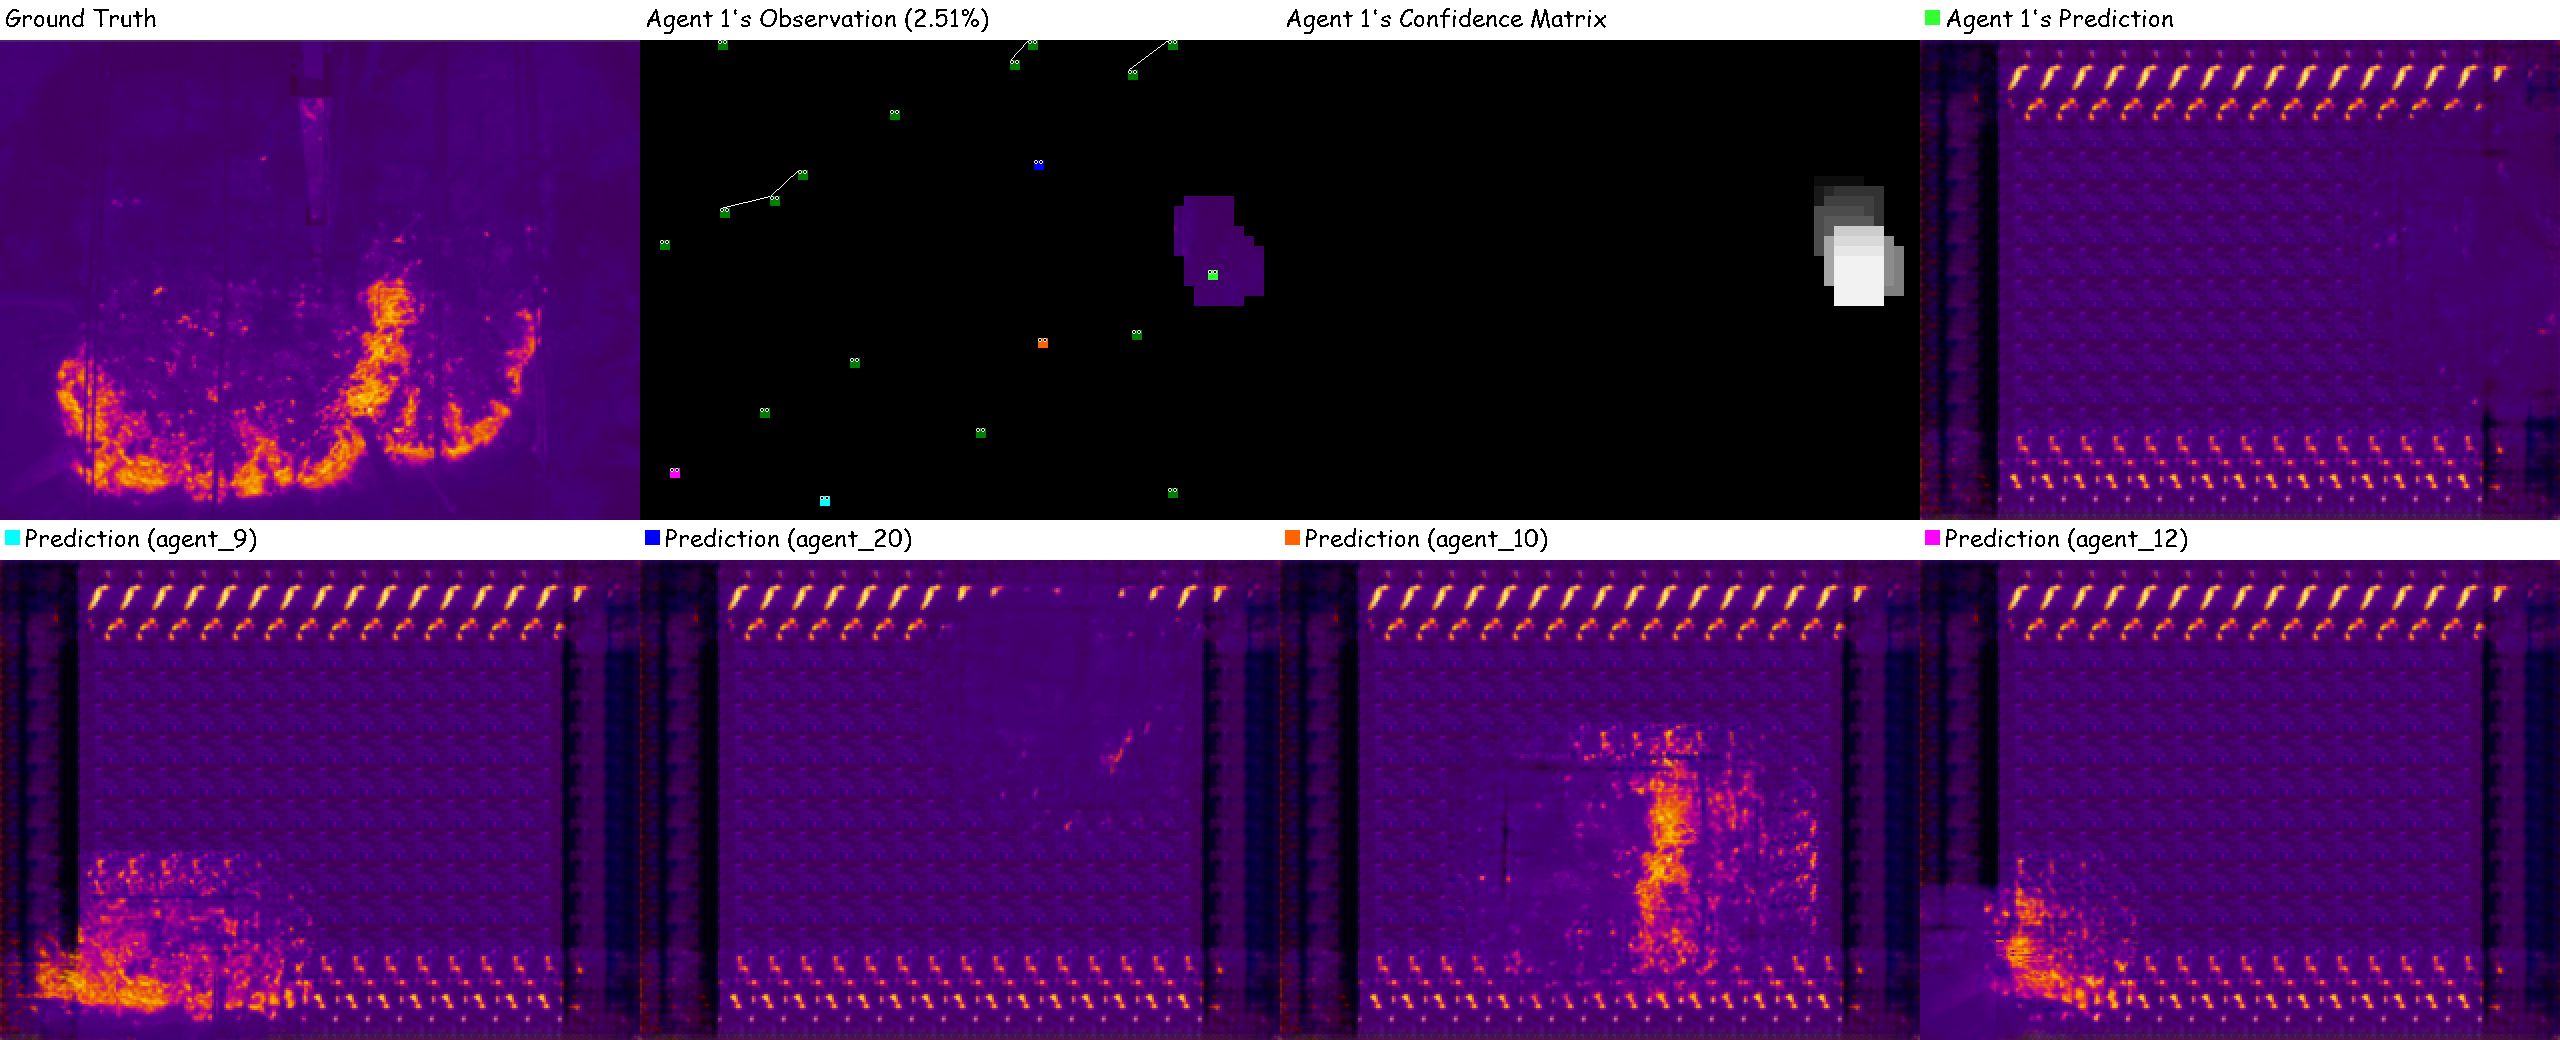 Ground Truth
Agent 1's Observation (2.51%)
Agent 1's Confidence Matrix
Agent 1's Prediction
Prediction (agent_9)
Prediction (agent_20)
Prediction (agent_10)
Prediction (agent_12)